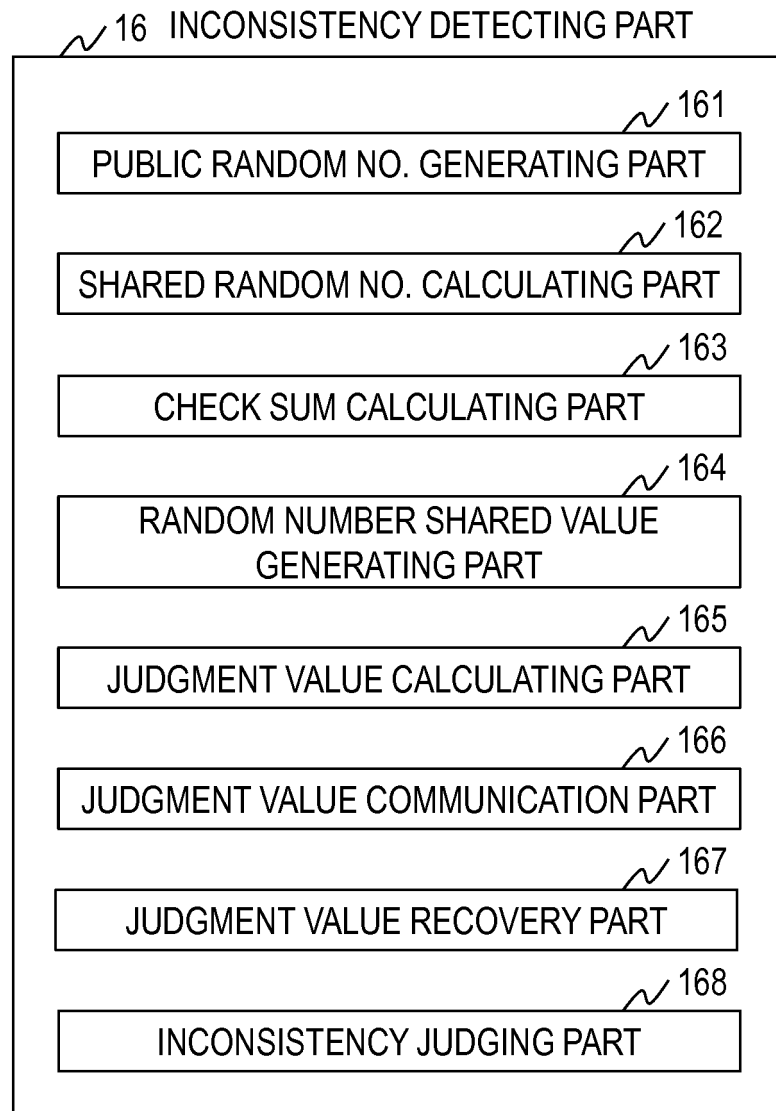 16 INCONSISTENCY DETECTING PART
161
PUBLIC RANDOM NO. GENERATING PART
162
SHARED RANDOM NO. CALCULATING PART
163
CHECK SUM CALCULATING PART
164
RANDOM NUMBER SHARED VALUE
GENERATING PART
165
JUDGMENT VALUE CALCULATING PART
166
JUDGMENT VALUE COMMUNICATION PART
167
JUDGMENT VALUE RECOVERY PART
168
INCONSISTENCY JUDGING PART